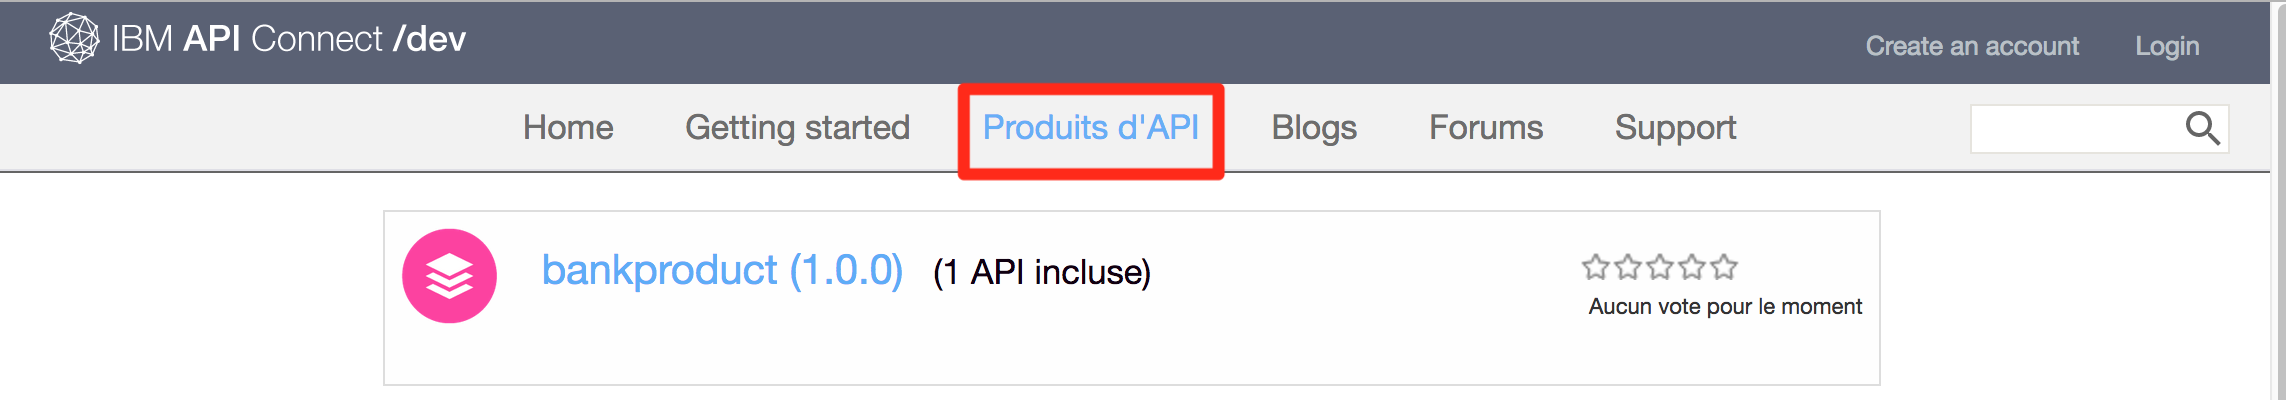 IBM API Connect /dev
Create an account Login
Home Getting started Produits d'API Blogs Forums Support
bankproduct (1.0.0) (1 API incluse)
Aucun vote pour le moment